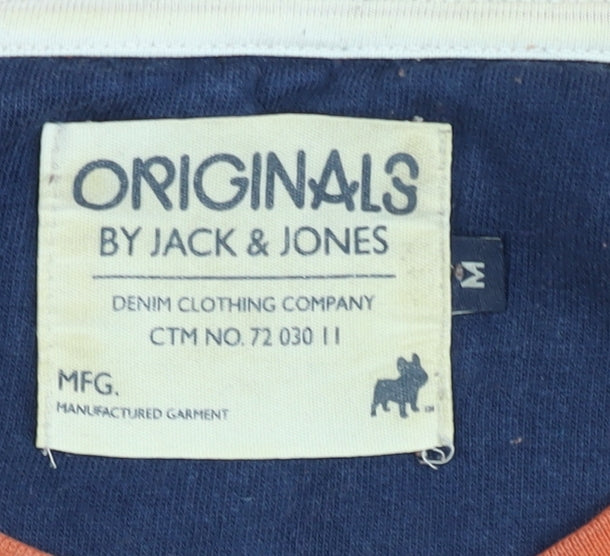 ORIGINALS
BY JACK & JONES
DENIM CLOTHING COMPANY
CTM NO. 72 030 11
MFG.
MANUFACTURED GARMENT
M